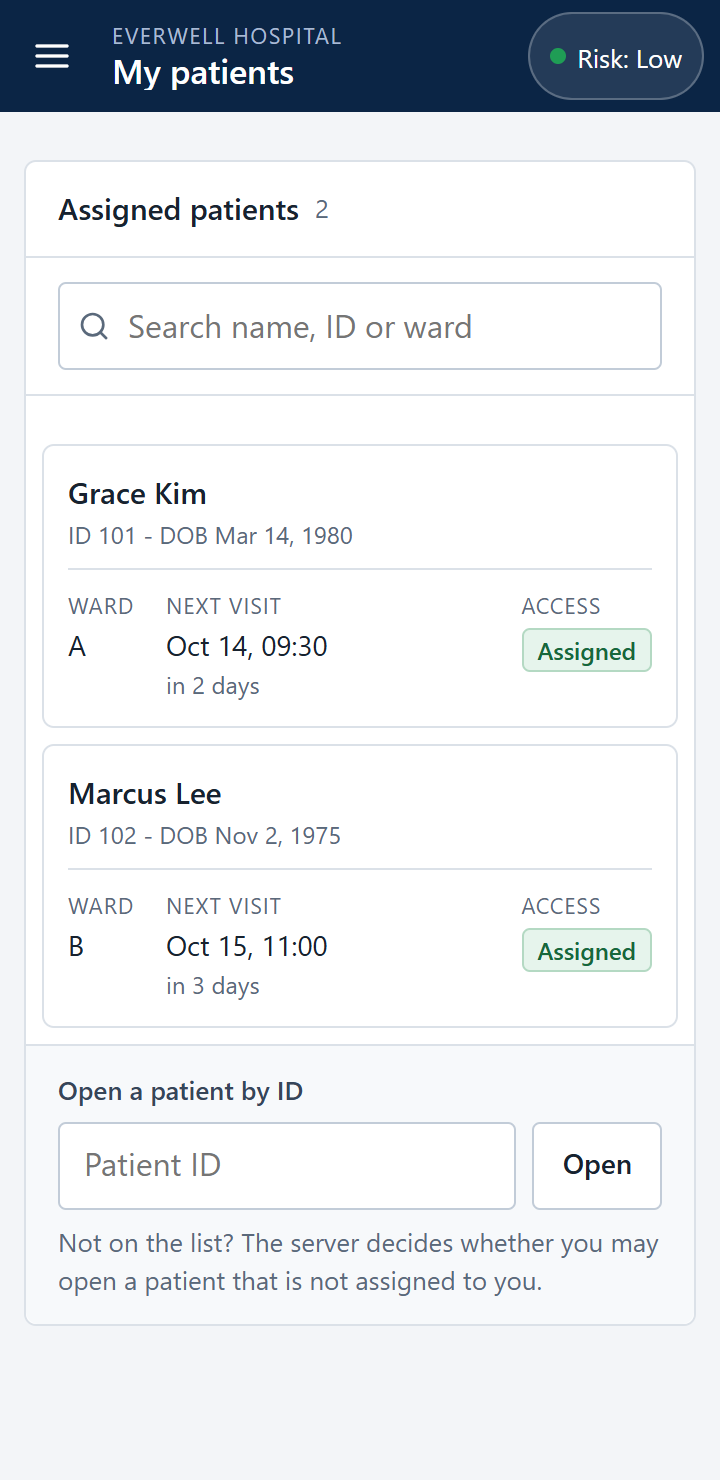 EVERWELL HOSPITAL
My patients
Risk: Low
Assigned patients 2
Search name, ID or ward
Grace Kim
ID 101 - DOB Mar 14, 1980
WARD NEXT VISIT ACCESS
A Oct 14, 09:30 Assigned
in 2 days
Marcus Lee
ID 102 - DOB Nov 2, 1975
WARD NEXT VISIT ACCESS
B Oct 15, 11:00 Assigned
in 3 days
Open a patient by ID
Patient ID Open
Not on the list? The server decides whether you may
open a patient that is not assigned to you.